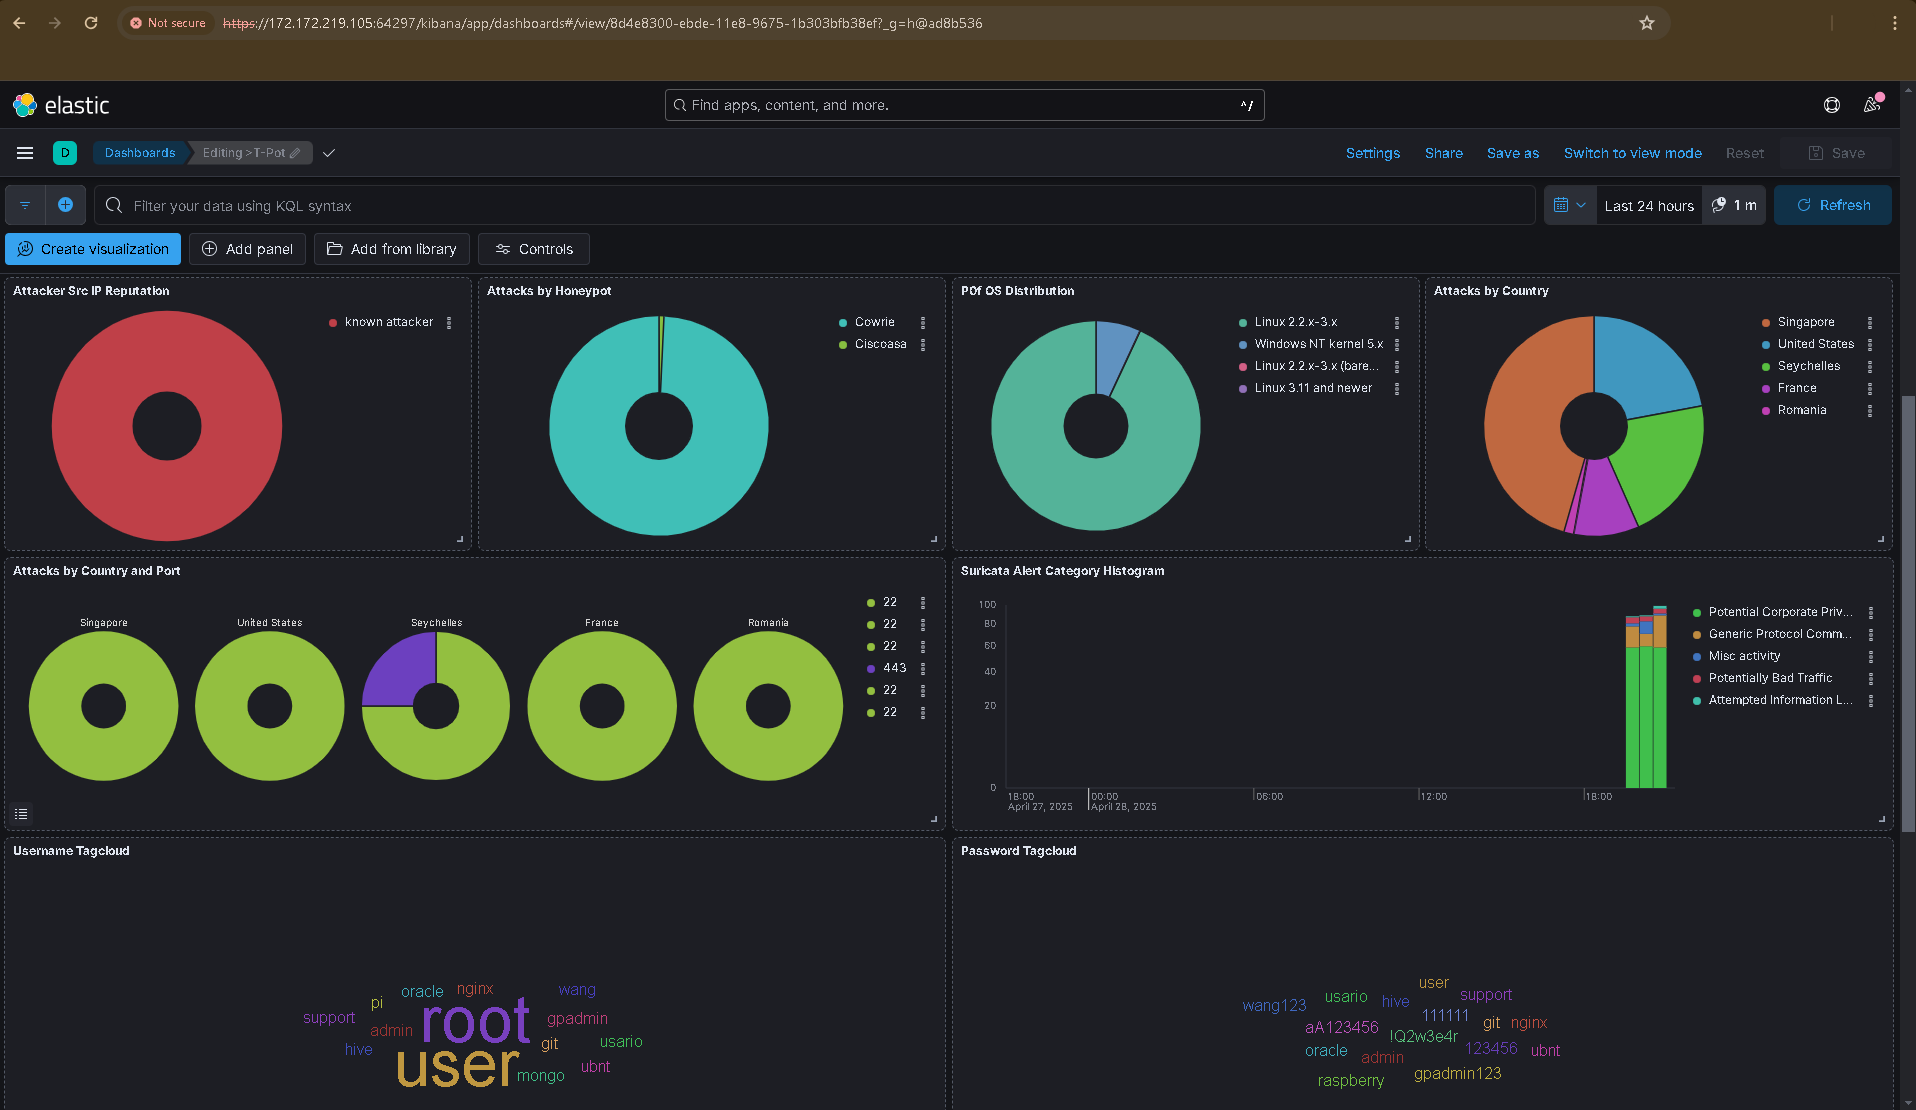 Not secure https://172.172.219.105:64297/kibana/app/dashboards#/view/8d4e8300-ebde-11e8-9675-1b303bfb38ef?_g=h@ad8b536
elastic
Find apps, content, and more.
^/
D
Dashboards
Editing >T-Pot
Settings
Share
Save as
Switch to view mode
Reset
Save
Filter your data using KQL syntax
Last 24 hours
1 m
Refresh
Create visualization
Add panel
Add from library
Controls
Attacker Src IP Reputation
known attacker
Attacks by Honeypot
Cowrie
Ciscoasa
P0f OS Distribution
Linux 2.2.x-3.x
Windows NT kernel 5.x
Linux 2.2.x-3.x (bare...
Linux 3.11 and newer
Attacks by Country
Singapore
United States
Seychelles
France
Romania
Attacks by Country and Port
Singapore
United States
Seychelles
France
Romania
22
22
22
443
22
22
Suricata Alert Category Histogram
100
80
60
40
20
0
18:00
April 27, 2025
00:00
April 28, 2025
06:00
12:00
18:00
Potential Corporate Priv...
Generic Protocol Comm...
Misc activity
Potentially Bad Traffic
Attempted Information L...
Username Tagcloud
oracle
nginx
wang
pi
support
root
gpadmin
admin
hive
git
usario
user
mongo
ubnt
Password Tagcloud
user
wang123
usario
hive
support
111111
aA123456
!Q2w3e4r
git
nginx
oracle
admin
123456
ubnt
raspberry
gpadmin123